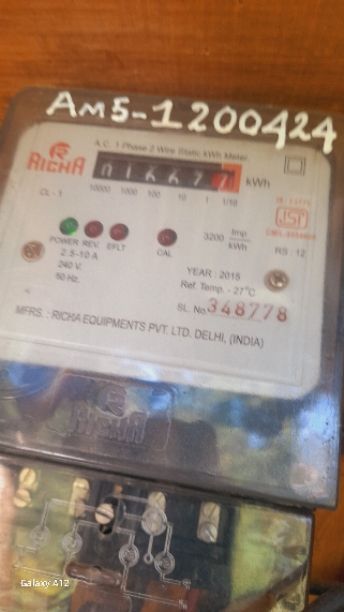 Am5-1200424
RICHA
A.C. 1-Phase 2 Wire Static kWh Meter
kWh
10000 1000 100 10 1 1/10
CL - 1
ISI
POWER REV. EFLT
CAL
3200 Imp/kWh
RS : 12
2.5-10 A
240 V.
50 Hz.
YEAR : 2015
Ref. Temp. - 27°C
SL. No. 348778
MFRS. : RICHA EQUIPMENTS PVT. LTD. DELHI, (INDIA)
RICHA
Galaxy A12